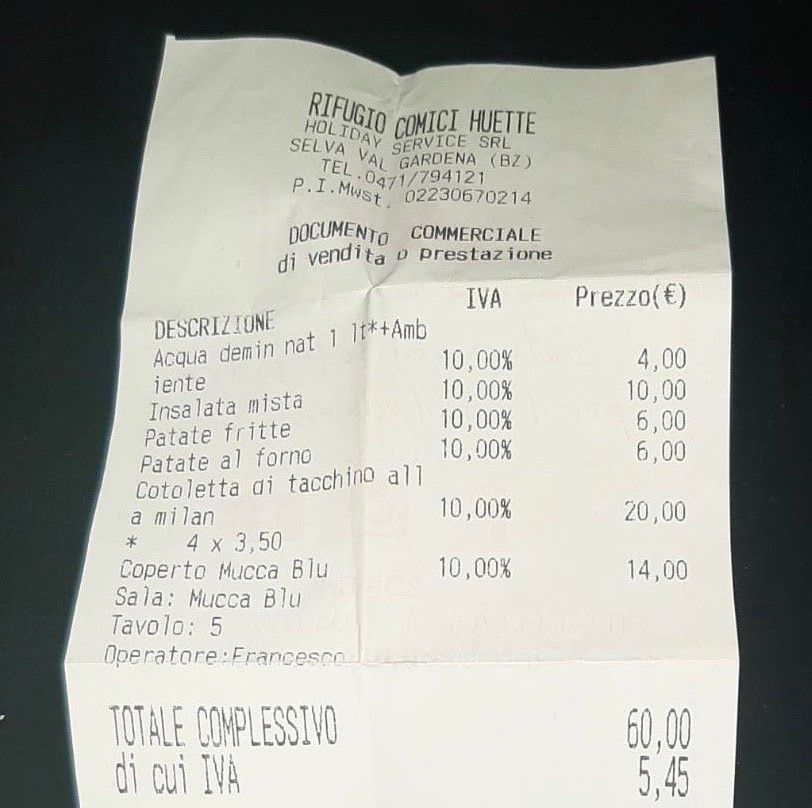 RIFUGIO COMICI HUETTE
HOLIDAY SERVICE SRL
SELVA VAL GARDENA (BZ)
TEL.0471/794121
P.I.Mwst. 02230670214
DOCUMENTO COMMERCIALE
di vendita o prestazione
DESCRIZIONE IVA Prezzo(€)
Acqua demin nat 1 lt*+Amb
iente 10,00% 4,00
Insalata mista 10,00% 10,00
Patate fritte 10,00% 6,00
Patate al forno 10,00% 6,00
Cotoletta di tacchino all
a milan 10,00% 20,00
* 4 x 3,50
Coperto Mucca Blu 10,00% 14,00
Sala: Mucca Blu
Tavolo: 5
Operatore:Francesco
TOTALE COMPLESSIVO 60,00
di cui IVA 5,45